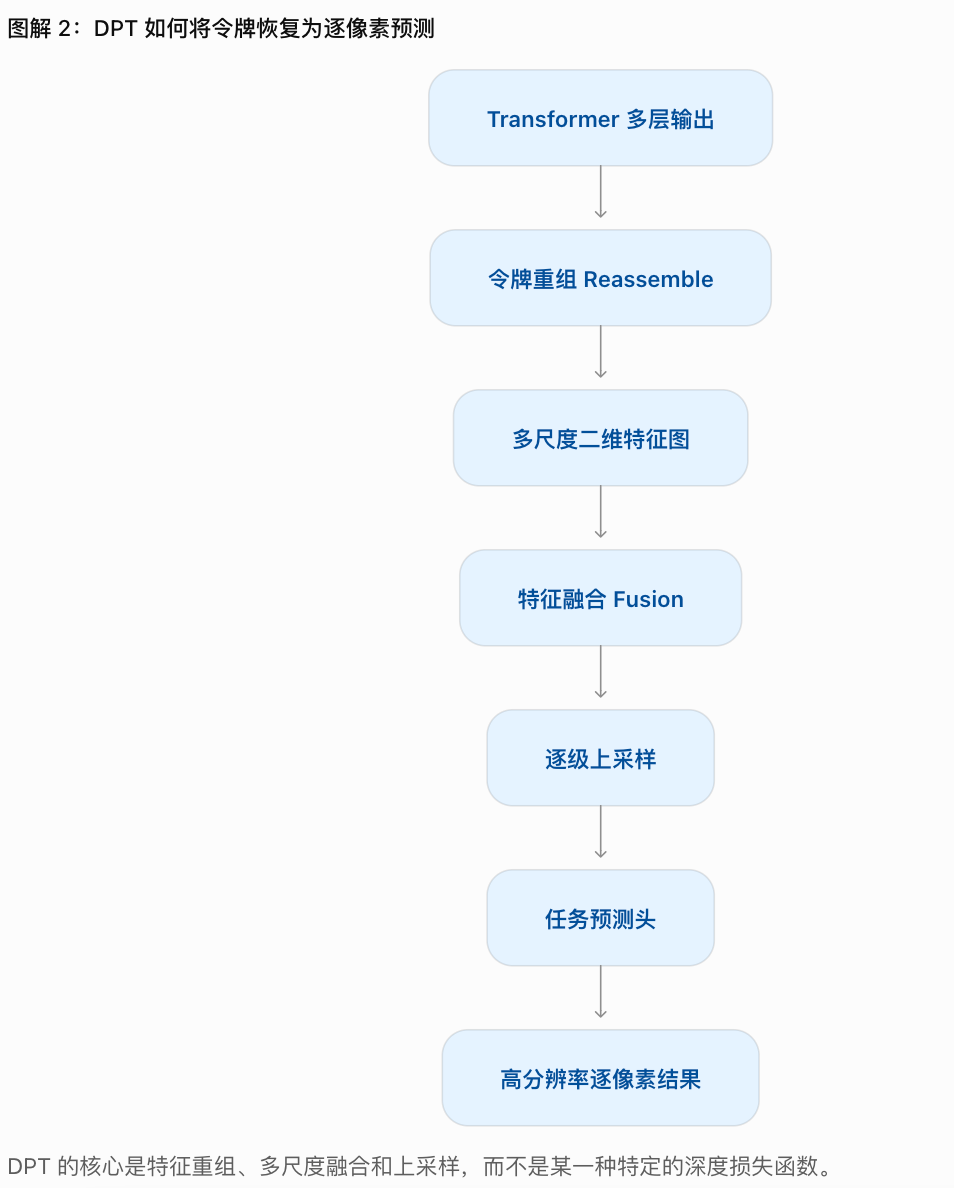 图解 2：DPT 如何将令牌恢复为逐像素预测
Transformer 多层输出
令牌重组 Reassemble
多尺度二维特征图
特征融合 Fusion
逐级上采样
任务预测头
高分辨率逐像素结果
DPT 的核心是特征重组、多尺度融合和上采样，而不是某一种特定的深度损失函数。